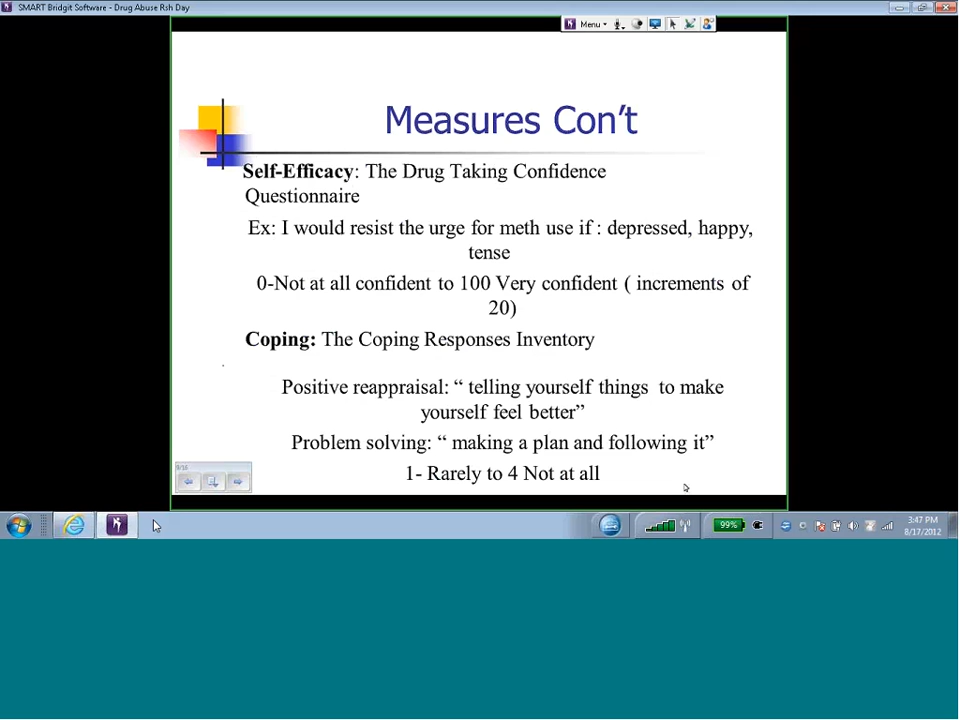 SMART Bridgit Software - Drug Abuse Rsh Day
Menu
Measures Con't
Self-Efficacy: The Drug Taking Confidence
Questionnaire
Ex: I would resist the urge for meth use if : depressed, happy,
tense
0-Not at all confident to 100 Very confident ( increments of
20)
Coping: The Coping Responses Inventory
Positive reappraisal: “ telling yourself things to make
yourself feel better”
Problem solving: “ making a plan and following it”
1- Rarely to 4 Not at all
99%
3:47 PM
8/17/2012